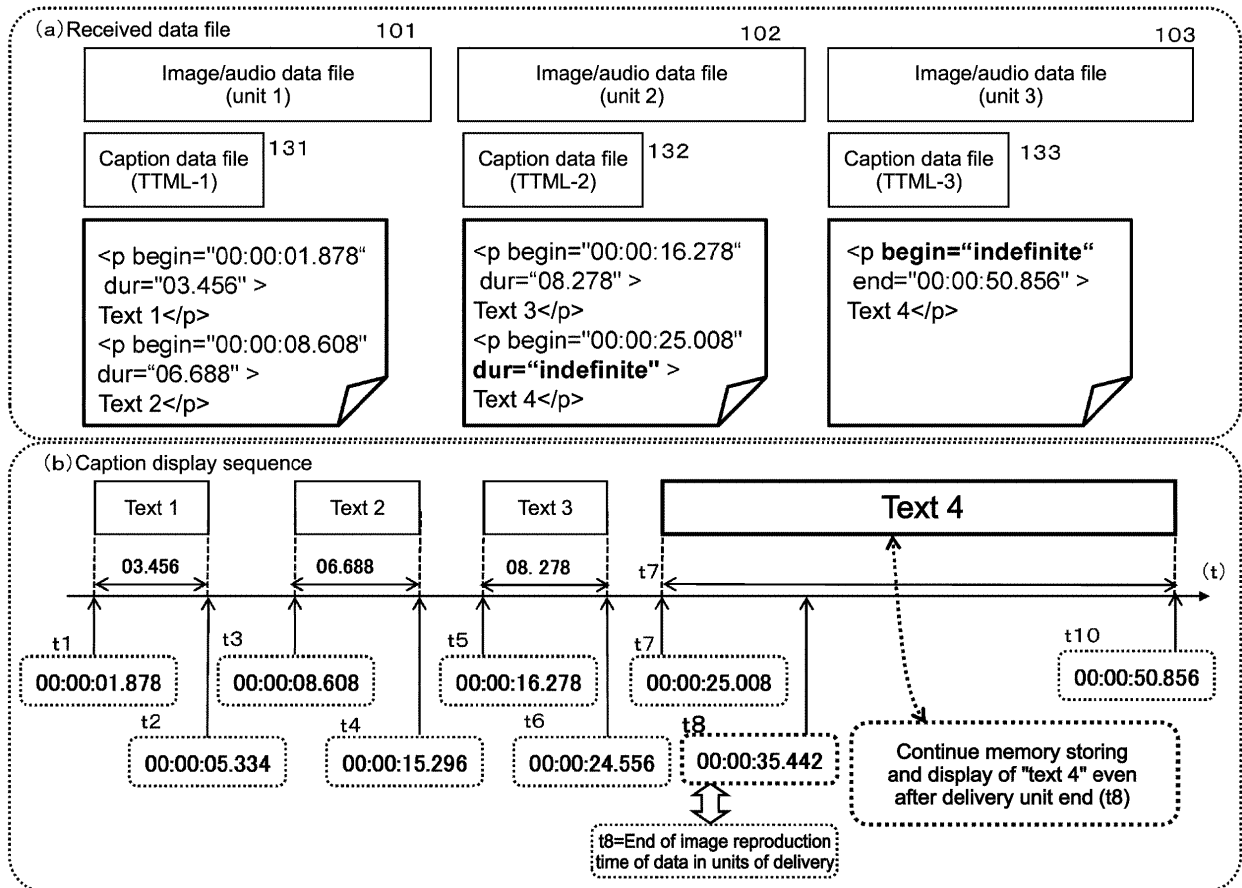 (a) Received data file
101
102
103
Image/audio data file
(unit 1)
Image/audio data file
(unit 2)
Image/audio data file
(unit 3)
Caption data file
(TTML-1)
131
Caption data file
(TTML-2)
132
Caption data file
(TTML-3)
133
<p begin="00:00:01.878“
dur="03.456" >
Text 1</p>
<p begin="00:00:08.608"
dur=“06.688" >
Text 2</p>
<p begin="00:00:16.278“
dur=“08.278" >
Text 3</p>
<p begin="00:00:25.008"
dur=“indefinite" >
Text 4</p>
<p begin=“indefinite“
end="00:00:50.856" >
Text 4</p>
(b) Caption display sequence
Text 1
Text 2
Text 3
Text 4
03.456
06.688
08. 278
t7
(t)
t1
t3
t5
t7
t10
00:00:01.878
00:00:08.608
00:00:16.278
00:00:25.008
00:00:50.856
t2
t4
t6
t8
00:00:05.334
00:00:15.296
00:00:24.556
00:00:35.442
Continue memory storing
and display of "text 4" even
after delivery unit end (t8)
t8=End of image reproduction
time of data in units of delivery